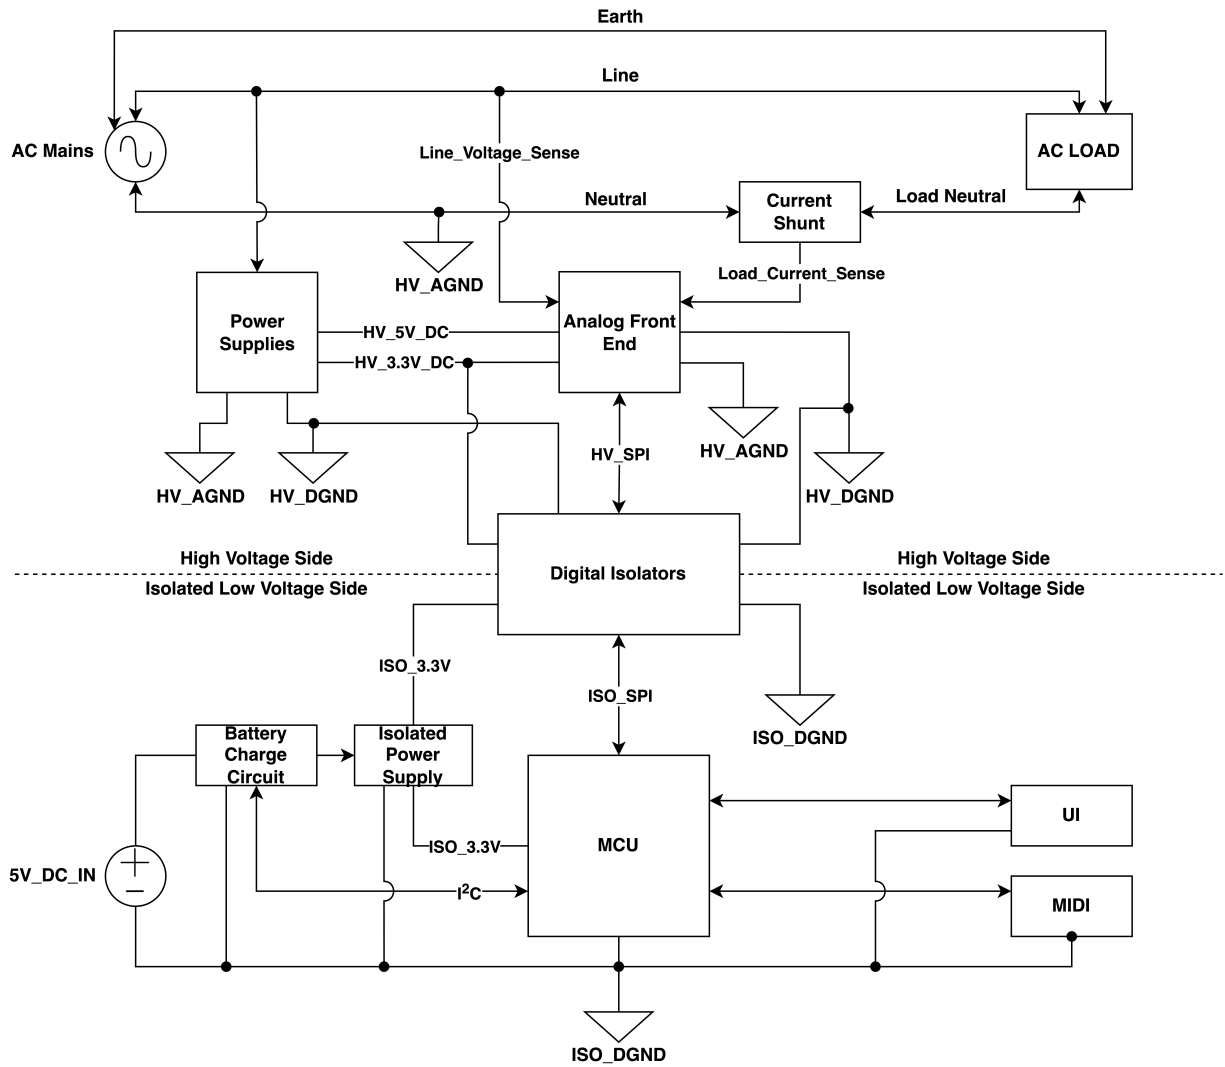 Earth
Line
AC Mains
Line_Voltage_Sense
AC LOAD
Neutral
Current
Shunt
Load Neutral
HV_AGND
Load_Current_Sense
Power
Supplies
HV_5V_DC
HV_3.3V_DC
Analog Front
End
HV_SPI
HV_AGND
HV_AGND
HV_DGND
HV_DGND
High Voltage Side
High Voltage Side
Digital Isolators
Isolated Low Voltage Side
Isolated Low Voltage Side
ISO_3.3V
ISO_SPI
ISO_DGND
Battery
Charge
Circuit
Isolated
Power
Supply
UI
ISO_3.3V
MCU
5V_DC_IN
I²C
MIDI
ISO_DGND